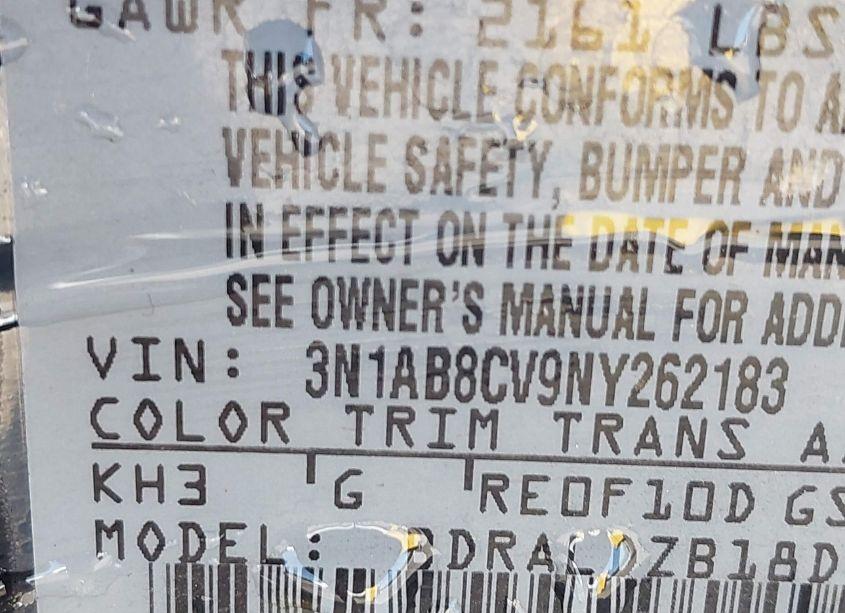 GAWR FR: 2161 LBS
THIS VEHICLE CONFORMS TO A
VEHICLE SAFETY, BUMPER AND
IN EFFECT ON THE DATE OF MAN
SEE OWNER'S MANUAL FOR ADD
VIN: 3N1AB8CV9NY262183
COLOR TRIM TRANS A
KH3 G RE0F10D GS
MODEL: